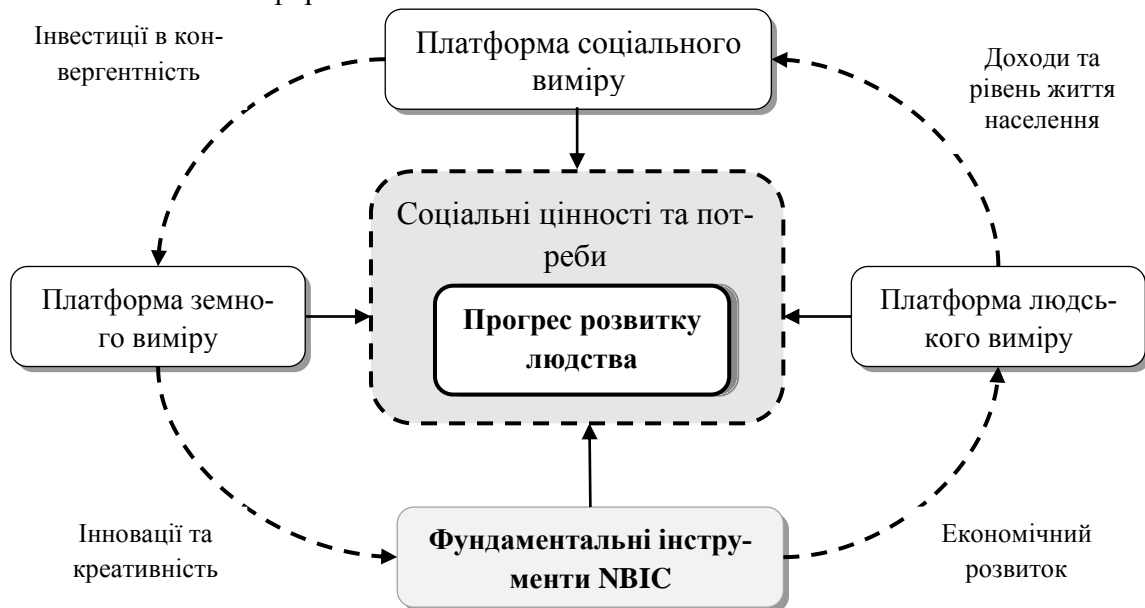 Інвестиції в кон-
вергентність
Платформа соціального
виміру
Доходи та
рівень життя
населення
Соціальні цінності та пот-
реби
Платформа земно-
го виміру
Прогрес розвитку
людства
Платформа людсь-
кого виміру
Інновації та
креативність
Фундаментальні інстру-
менти NBIC
Економічний
розвиток